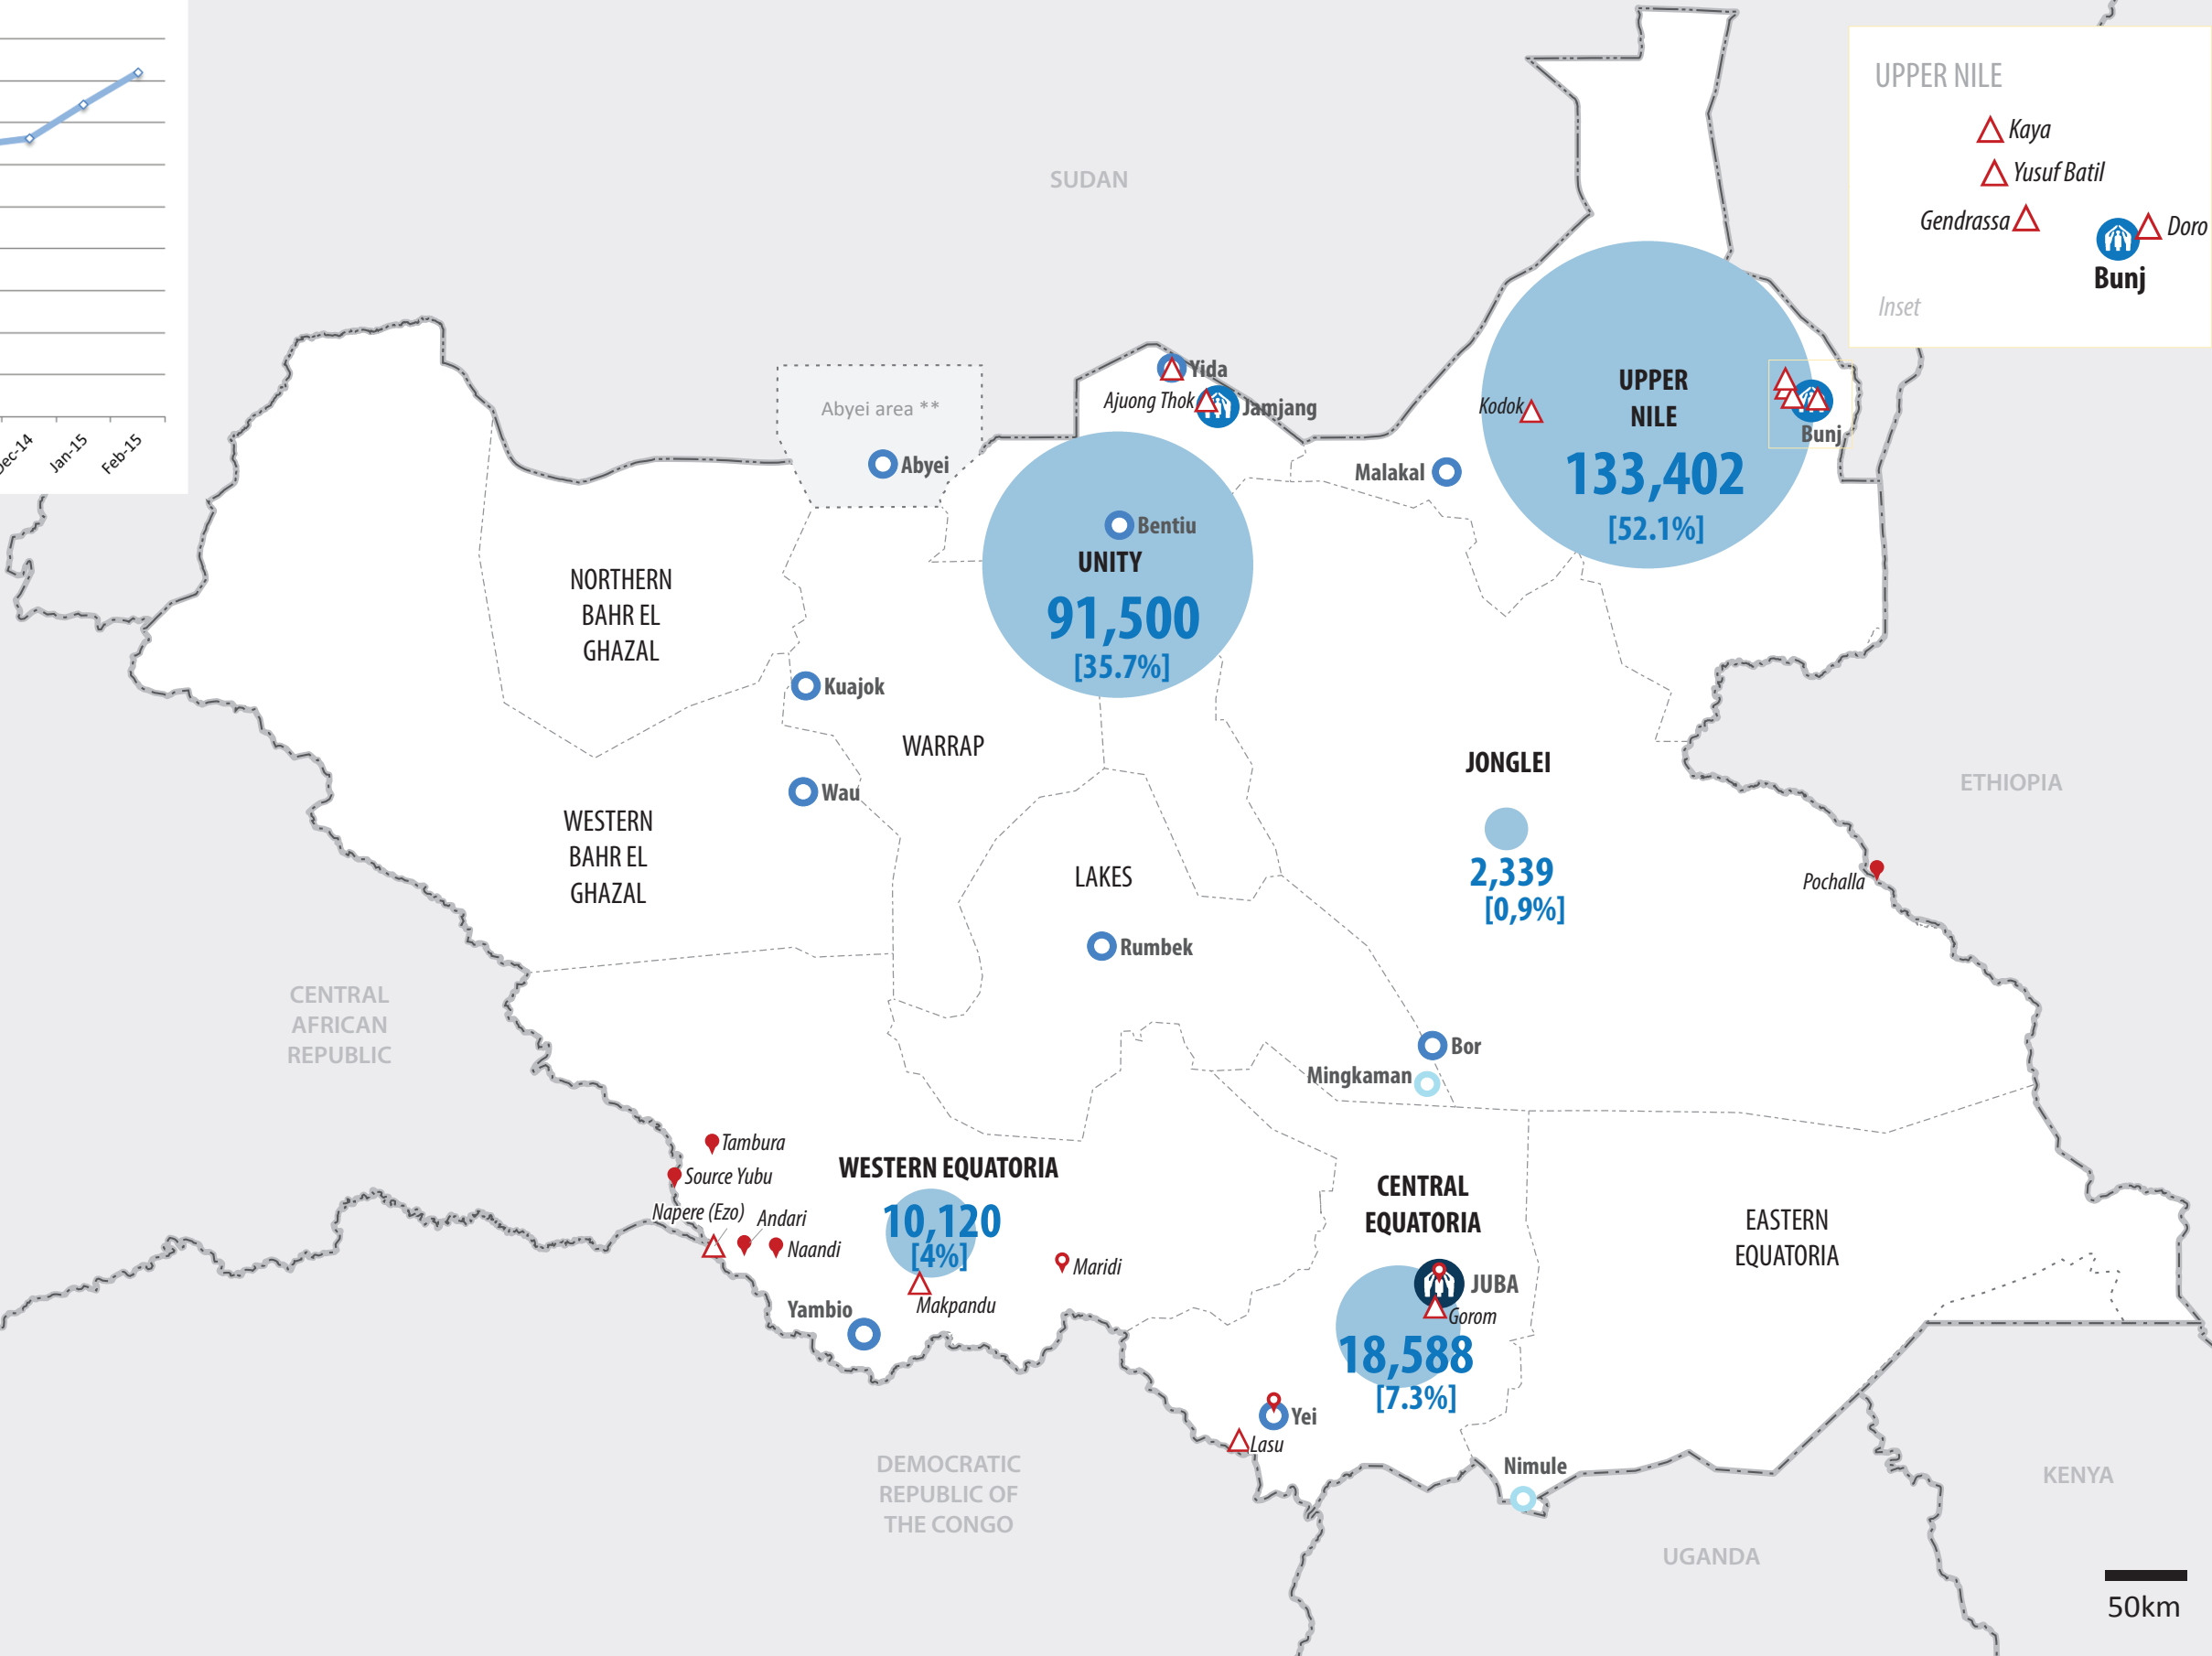 Jan-15
Feb-15
UPPER NILE
Kaya
Yusuf Batil
Gendrassa
Doro
Bunj
Inset
SUDAN
Yida
Ajuong Thok
Jamjang
Abyei area **
Abyei
Kodok
UPPER
NILE
133,402
[52.1%]
Bunj
Malakal
Bentiu
UNITY
91,500
[35.7%]
NORTHERN
BAHR EL
GHAZAL
Kuajok
WARRAP
Wau
WESTERN
BAHR EL
GHAZAL
JONGLEI
2,339
[0,9%]
ETHIOPIA
Pochalla
LAKES
Rumbek
CENTRAL
AFRICAN
REPUBLIC
Bor
Mingkaman
Tambura
Source Yubu
Napere (Ezo)
Andari
Naandi
WESTERN EQUATORIA
10,120
[4%]
Makpandu
Maridi
Yambio
CENTRAL
EQUATORIA
JUBA
Gorom
18,588
[7.3%]
EASTERN
EQUATORIA
Yei
Lasu
Nimule
DEMOCRATIC
REPUBLIC OF
THE CONGO
KENYA
UGANDA
50km